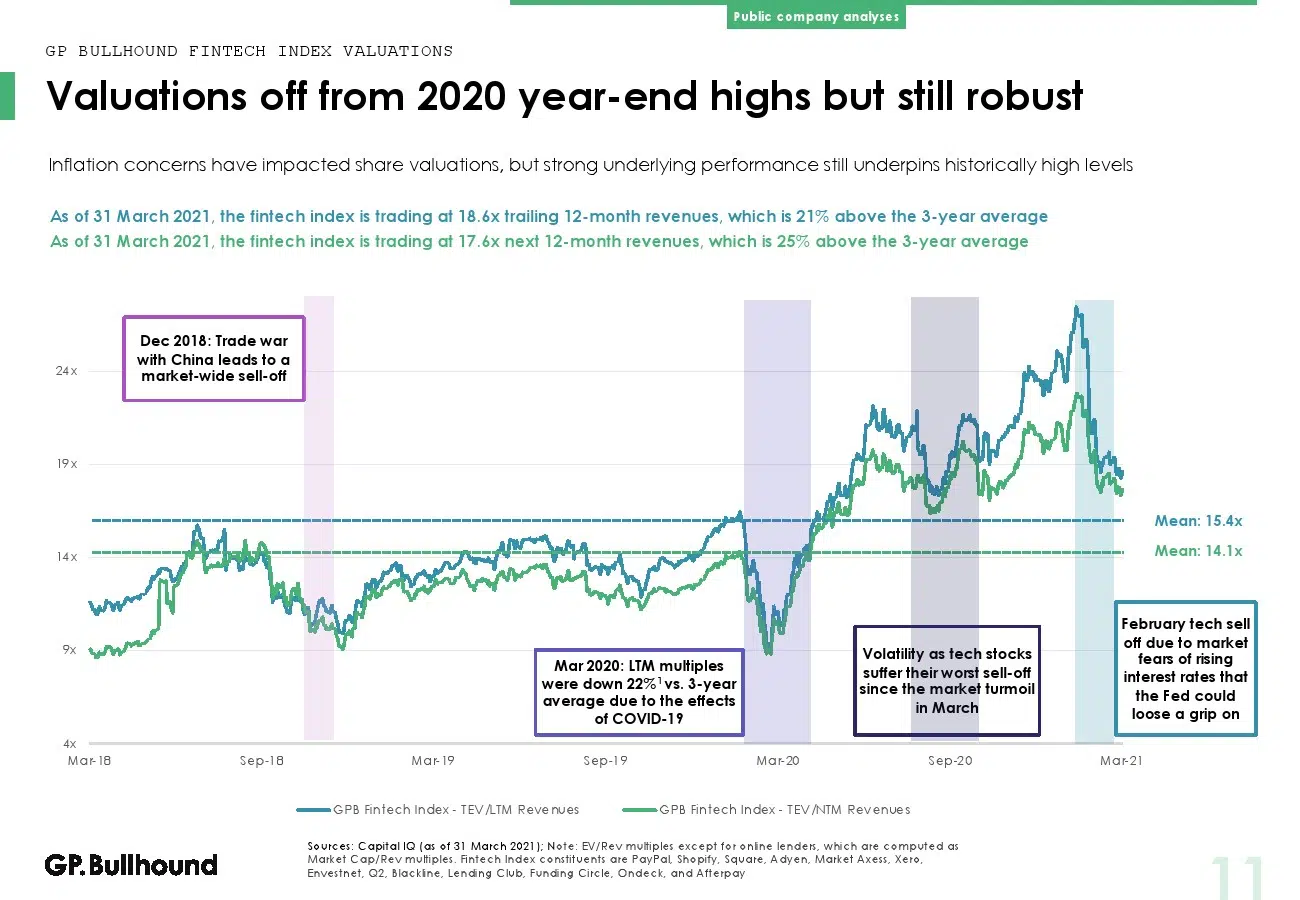 Public company analyses
GP BULLHOUND FINTECH INDEX VALUATIONS
Valuations off from 2020 year-end highs but still robust
Inflation concerns have impacted share valuations, but strong underlying performance still underpins historically high levels
As of 31 March 2021, the fintech index is trading at 18.6x trailing 12-month revenues, which is 21% above the 3-year average
As of 31 March 2021, the fintech index is trading at 17.6x next 12-month revenues, which is 25% above the 3-year average
Dec 2018: Trade war
with China leads to a
market-wide sell-off
24x
19x
14x
9x
4x
Mean: 15.4x
Mean: 14.1x
Mar 2020: LTM multiples
were down 22%¹ vs. 3-year
average due to the effects
of COVID-19
Volatility as tech stocks
suffer their worst sell-off
since the market turmoil
in March
February tech sell
off due to market
fears of rising
interest rates that
the Fed could
loose a grip on
Mar-18 Sep-18 Mar-19 Sep-19 Mar-20 Sep-20 Mar-21
GPB Fintech Index - TEV/LTM Revenues GPB Fintech Index - TEV/NTM Revenues
GP.Bullhound
Sources: Capital IQ (as of 31 March 2021); Note: EV/Rev multiples except for online lenders, which are computed as
Market Cap/Rev multiples. Fintech Index constituents are PayPal, Shopify, Square, Adyen, Market Axess, Xero,
Envestnet, Q2, Blackline, Lending Club, Funding Circle, Ondeck, and Afterpay
11